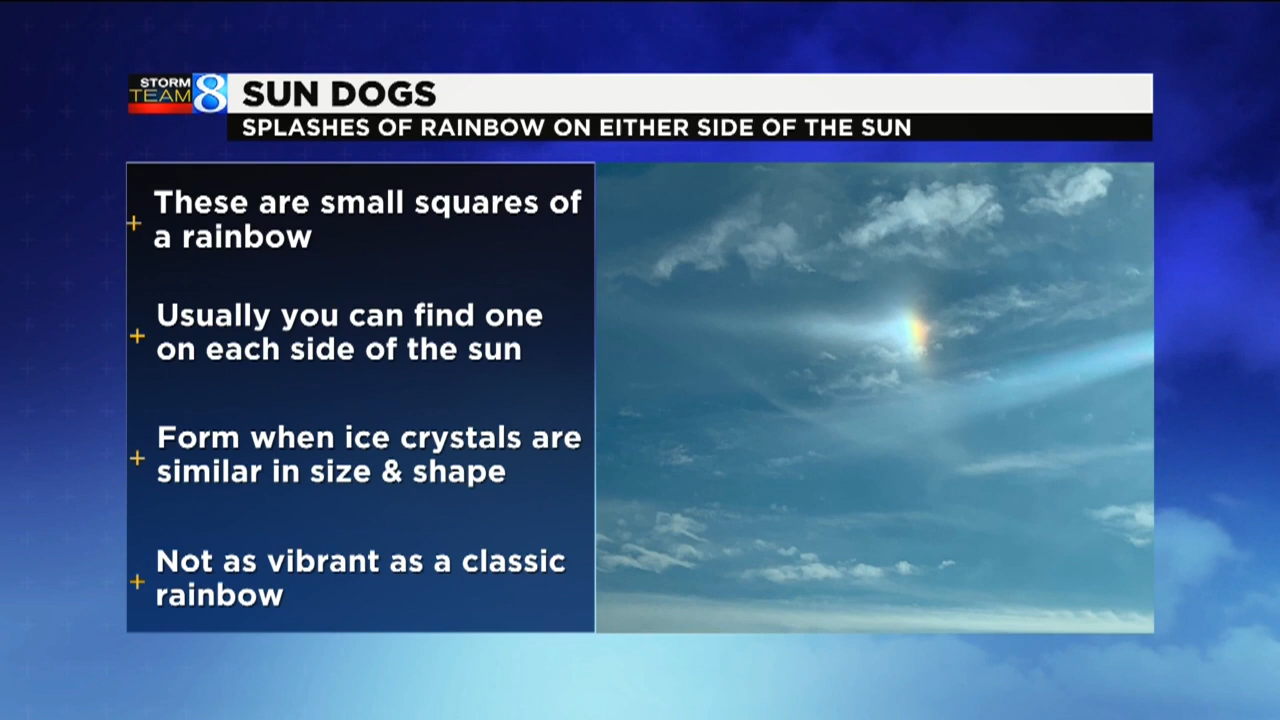 STORM
TEAM 8
SUN DOGS
SPLASHES OF RAINBOW ON EITHER SIDE OF THE SUN
+ These are small squares of
a rainbow
+ Usually you can find one
on each side of the sun
+ Form when ice crystals are
similar in size & shape
+ Not as vibrant as a classic
rainbow